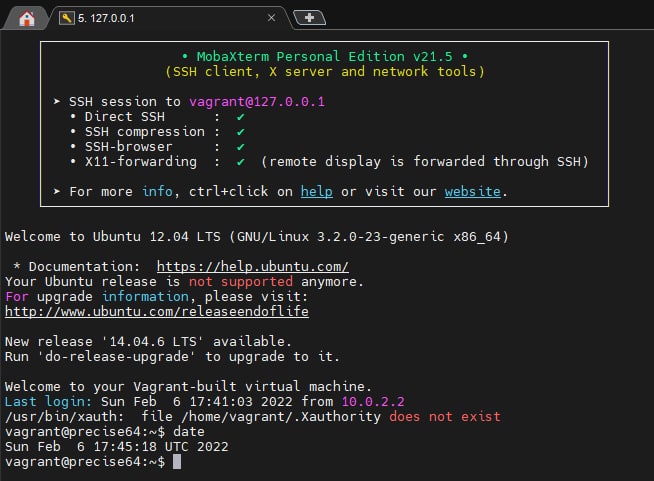 5. 127.0.0.1
• MobaXterm Personal Edition v21.5 •
(SSH client, X server and network tools)
➤ SSH session to vagrant@127.0.0.1
• Direct SSH : ✔
• SSH compression : ✔
• SSH-browser : ✔
• X11-forwarding : ✔ (remote display is forwarded through SSH)
➤ For more info, ctrl+click on help or visit our website.
Welcome to Ubuntu 12.04 LTS (GNU/Linux 3.2.0-23-generic x86_64)
* Documentation: https://help.ubuntu.com/
Your Ubuntu release is not supported anymore.
For upgrade information, please visit:
http://www.ubuntu.com/releaseendoflife
New release '14.04.6 LTS' available.
Run 'do-release-upgrade' to upgrade to it.
Welcome to your Vagrant-built virtual machine.
Last login: Sun Feb 6 17:41:03 2022 from 10.0.2.2
/usr/bin/xauth: file /home/vagrant/.Xauthority does not exist
vagrant@precise64:~$ date
Sun Feb 6 17:45:18 UTC 2022
vagrant@precise64:~$